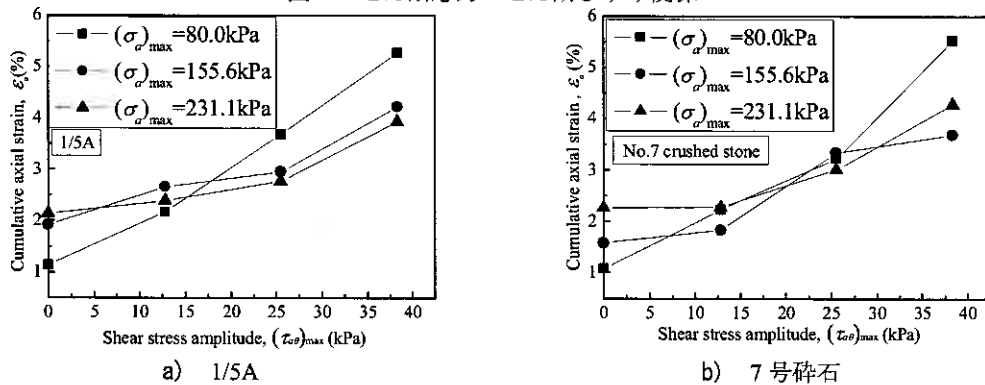 (σₐ)max=80.0kPa
(σₐ)max=155.6kPa
(σₐ)max=231.1kPa
1/5A
Cumulative axial strain, εₐ(%)
6
5
4
3
2
1
0 5 10 15 20 25 30 35 40
Shear stress amplitude, (τₐθ)max (kPa)
a) 1/5A
(σₐ)max=80.0kPa
(σₐ)max=155.6kPa
(σₐ)max=231.1kPa
No.7 crushed stone
Cumulative axial strain, εₐ(%)
6
5
4
3
2
1
0 5 10 15 20 25 30 35 40
Shear stress amplitude, (τₐθ)max (kPa)
b) 7号砕石